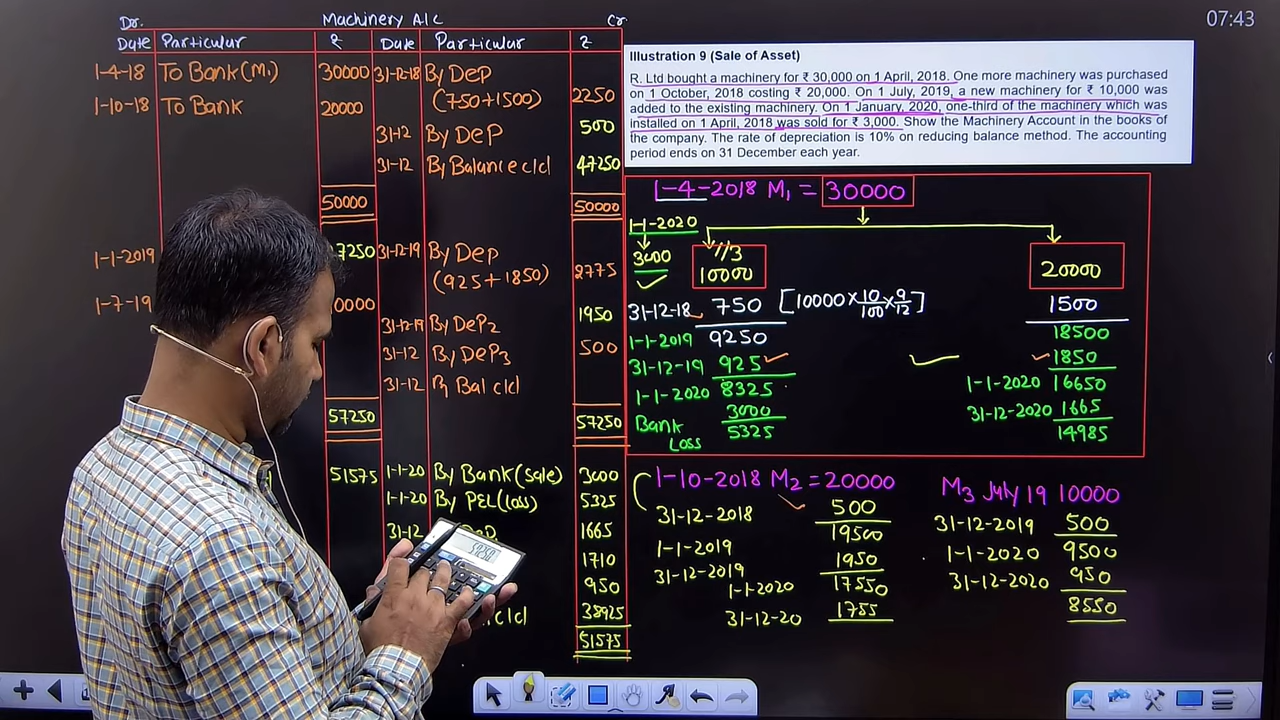 07:43
Dr. Machinery A/c Cr.
Date Particular ₹ Date Particular ₹
1-4-18 To Bank (M₁) 30000 31-12-18 By Dep
(750+1500) 2250
1-10-18 To Bank 20000
31-12 By Dep 500
31-12 By Balance c/d 47250
50000 50000
1-1-2019 7250 31-12-19 By Dep
(925+1850) 2775
1-7-19 0000
31-12-19 By Dep2 1950
31-12 By Dep3 500
31-12 By Bal c/d
57250 57250
51575 1-1-20 By Bank (sale) 3000
1-1-20 By P&L (loss) 5325
31-12 1665
1710
950
c/d 38925
51575
Illustration 9 (Sale of Asset)
R. Ltd bought a machinery for ₹ 30,000 on 1 April, 2018. One more machinery was purchased
on 1 October, 2018 costing ₹ 20,000. On 1 July, 2019, a new machinery for ₹ 10,000 was
added to the existing machinery. On 1 January, 2020, one-third of the machinery which was
installed on 1 April, 2018 was sold for ₹ 3,000. Show the Machinery Account in the books of
the company. The rate of depreciation is 10% on reducing balance method. The accounting
period ends on 31 December each year.
1-4-2018 M₁ = 30000
1-1-2020
3000
1/3
10000
20000
31-12-18 750 [10000 × 10/100 × 9/12] 1500
1-1-2019 9250 18500
31-12-19 925 1850
1-1-2020 8325 1-1-2020 16650
Bank 3000 31-12-2020 1665
Loss 5325 14985
1-10-2018 M2 = 20000
31-12-2018 500
1-1-2019 19500
31-12-2019 1950
1-1-2020 17550
31-12-20 1755
M3 July 19 10000
31-12-2019 500
1-1-2020 9500
31-12-2020 950
8550